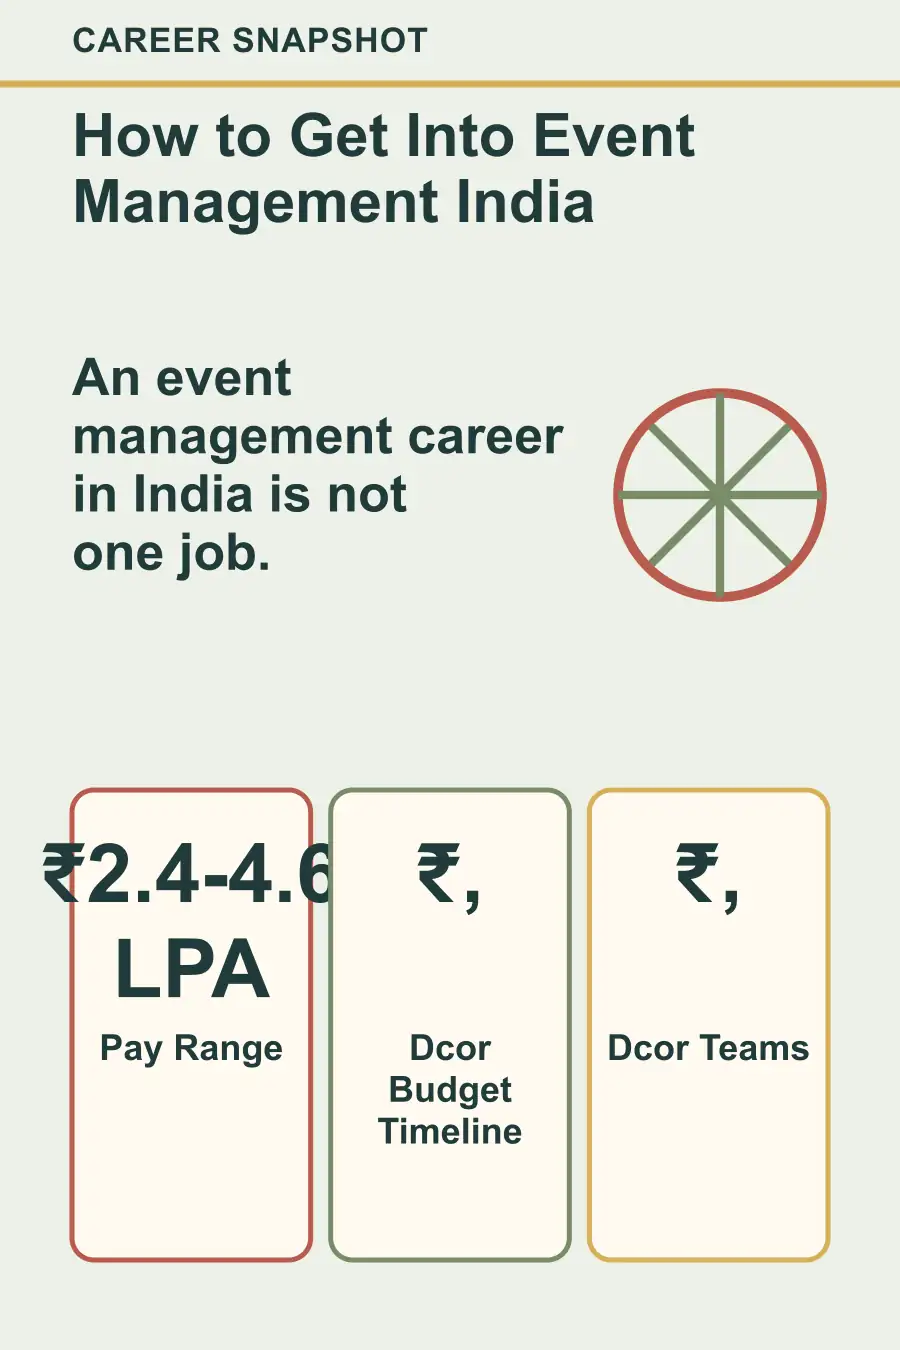 CAREER SNAPSHOT
How to Get Into Event
Management India
An event
management career
in India is not
one job.
₹2.4-4.6
LPA
Pay Range
₹,
Dcor
Budget
Timeline
₹,
Dcor Teams